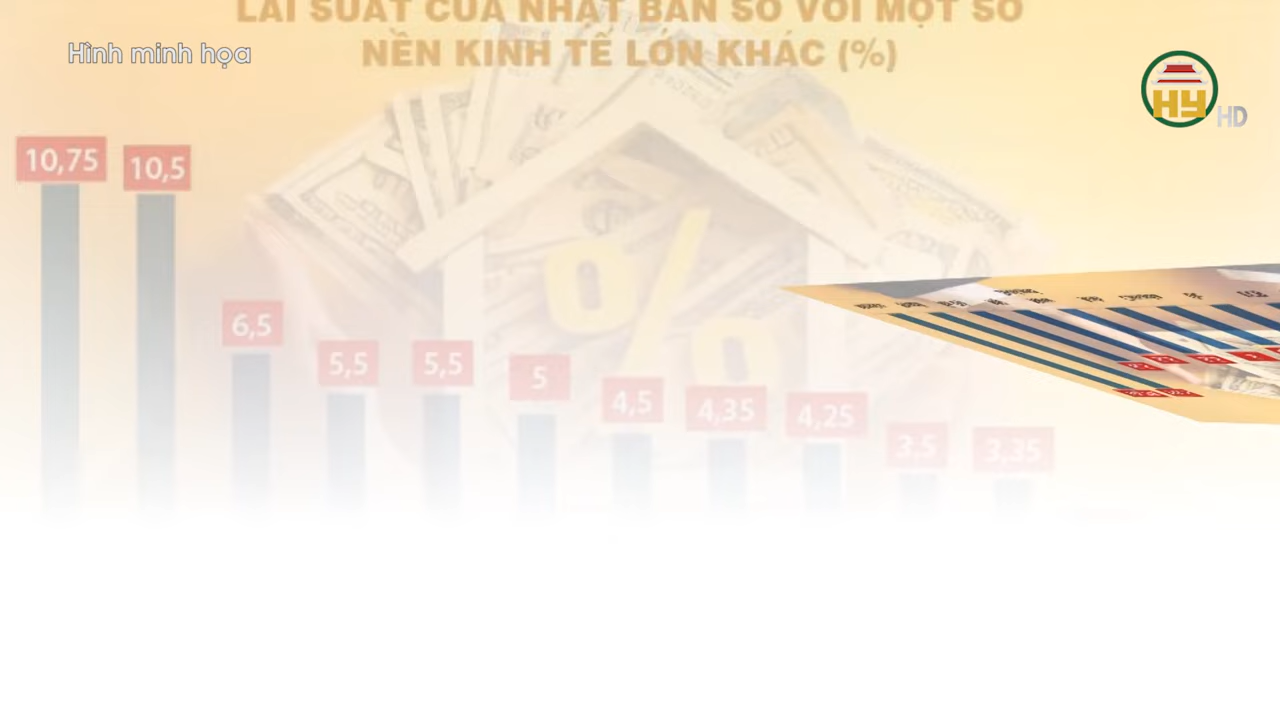 LÃI SUẤT CỦA NHẬT BẢN SO VỚI MỘT SỐ
NỀN KINH TẾ LỚN KHÁC (%)
Hình minh họa
HY
HD
10,75
10,5
6,5
5,5
5,5
5
4,5
4,35
4,25
3,5
3,35
%